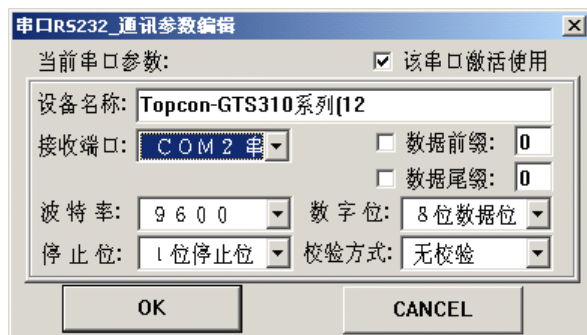 串口RS232_通讯参数编辑
当前串口参数: 该串口激活使用
设备名称: Topcon-GTS310系列(12
接收端口: COM2 串 数据前缀: 0
数据尾缀: 0
波特率: 9600 数字位: 8位数据位
停止位: 1位停止位 校验方式: 无校验
OK CANCEL